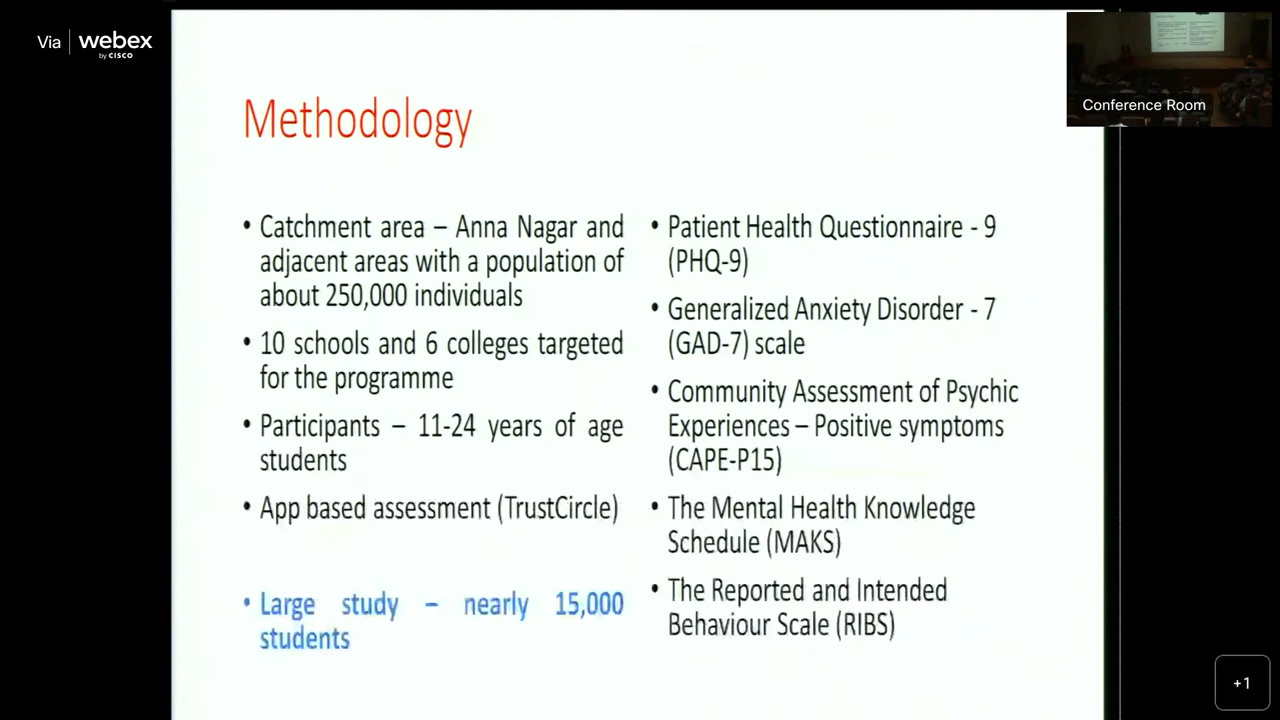 Via webex
by CISCO
Conference Room
Methodology
• Catchment area – Anna Nagar and
adjacent areas with a population of
about 250,000 individuals
• 10 schools and 6 colleges targeted
for the programme
• Participants – 11-24 years of age
students
• App based assessment (TrustCircle)
• Large study – nearly 15,000
students
• Patient Health Questionnaire - 9
(PHQ-9)
• Generalized Anxiety Disorder - 7
(GAD-7) scale
• Community Assessment of Psychic
Experiences – Positive symptoms
(CAPE-P15)
• The Mental Health Knowledge
Schedule (MAKS)
• The Reported and Intended
Behaviour Scale (RIBS)
+1